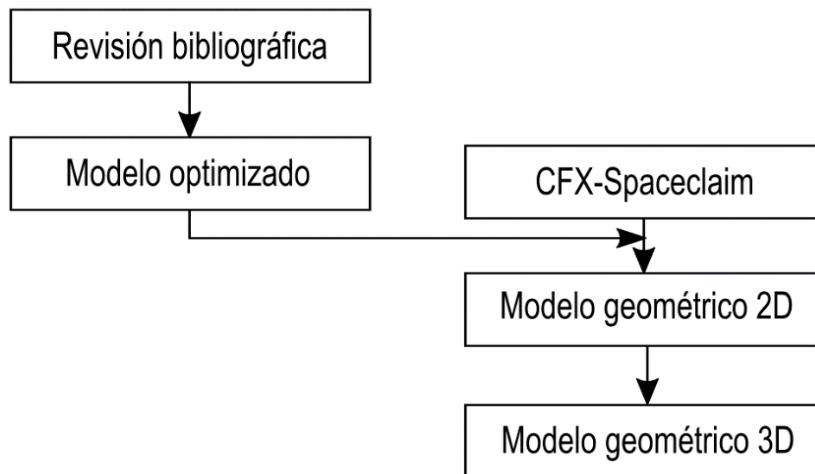 Revisión bibliográfica
Modelo optimizado
CFX-Spaceclaim
Modelo geométrico 2D
Modelo geométrico 3D